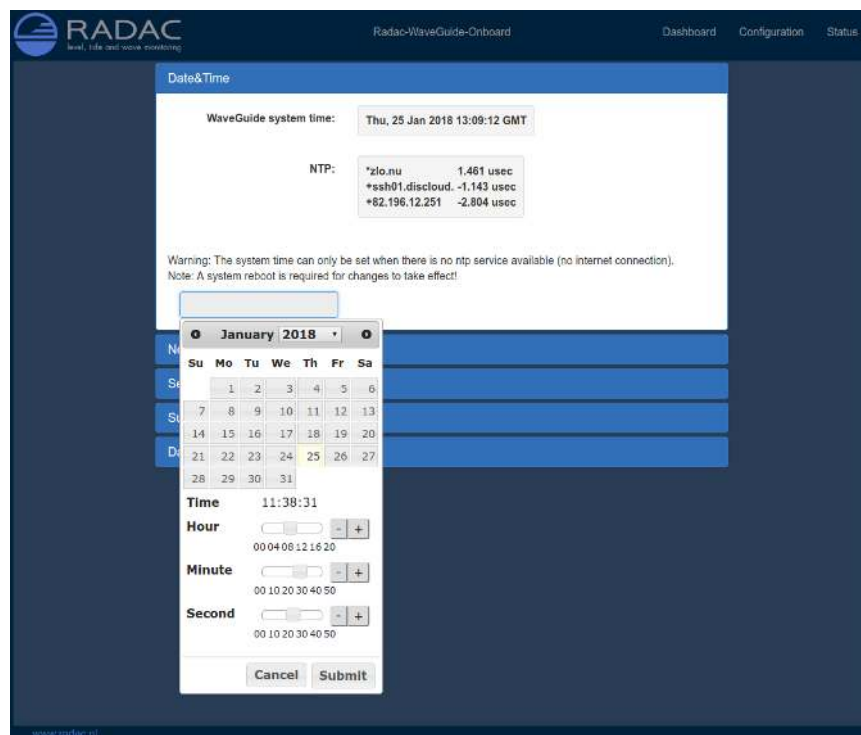 RADAC
level, tide and wave monitoring
Radac-WaveGuide-Onboard
Dashboard Configuration Status
Date&Time
WaveGuide system time: Thu, 25 Jan 2018 13:09:12 GMT
NTP: *zlo.nu 1.461 usec
+ssh01.discloud. -1.143 usec
+82.196.12.251 -2.804 usec
Warning: The system time can only be set when there is no ntp service available (no internet connection).
Note: A system reboot is required for changes to take effect!
January 2018
Su Mo Tu We Th Fr Sa
1 2 3 4 5 6
7 8 9 10 11 12 13
14 15 16 17 18 19 20
21 22 23 24 25 26 27
28 29 30 31
Time 11:38:31
Hour - +
00 04 08 12 16 20
Minute - +
00 10 20 30 40 50
Second - +
00 10 20 30 40 50
Cancel Submit
www.radac.nl